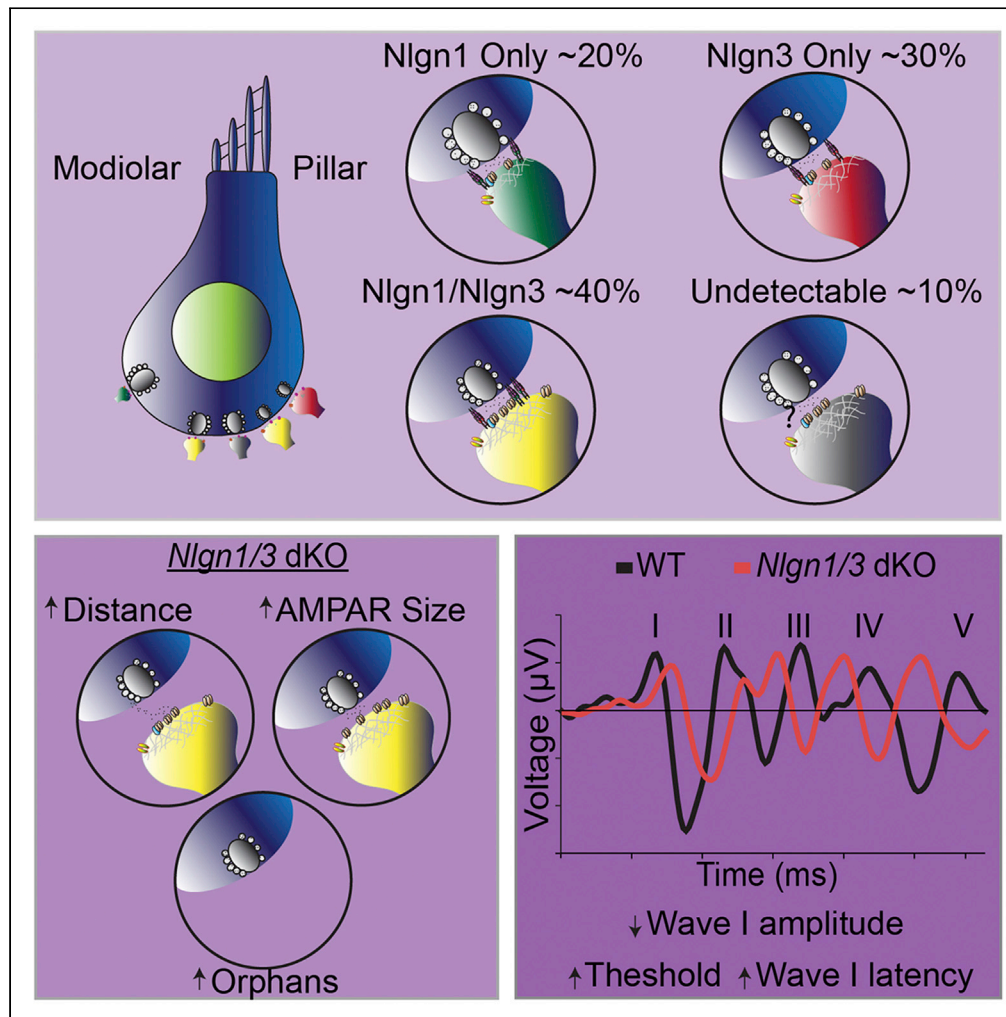 Nlgn1 Only ~20%
Nlgn3 Only ~30%
Modiolar
Pillar
Nlgn1/Nlgn3 ~40%
Undetectable ~10%
?
Nlgn1/3 dKO
↑Distance
↑AMPAR Size
↑Orphans
WT
Nlgn1/3 dKO
I II III IV V
Voltage (µV)
Time (ms)
↓Wave I amplitude
↑Threshold ↑Wave I latency